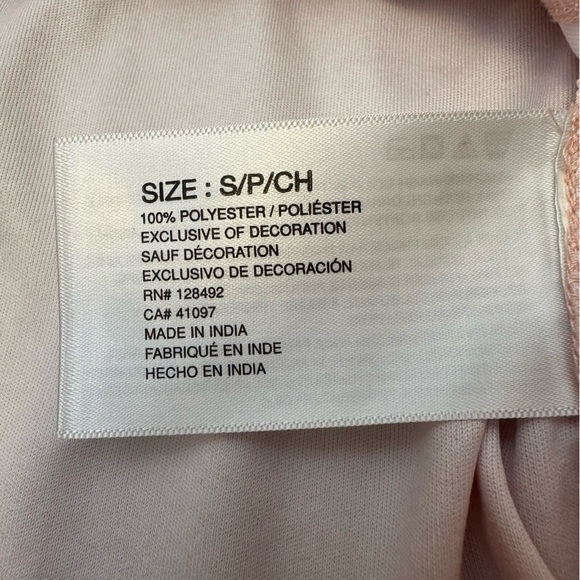 SIZE : S/P/CH
100% POLYESTER / POLIÉSTER
EXCLUSIVE OF DECORATION
SAUF DÉCORATION
EXCLUSIVO DE DECORACIÓN
RN# 128492
CA# 41097
MADE IN INDIA
FABRIQUÉ EN INDE
HECHO EN INDIA